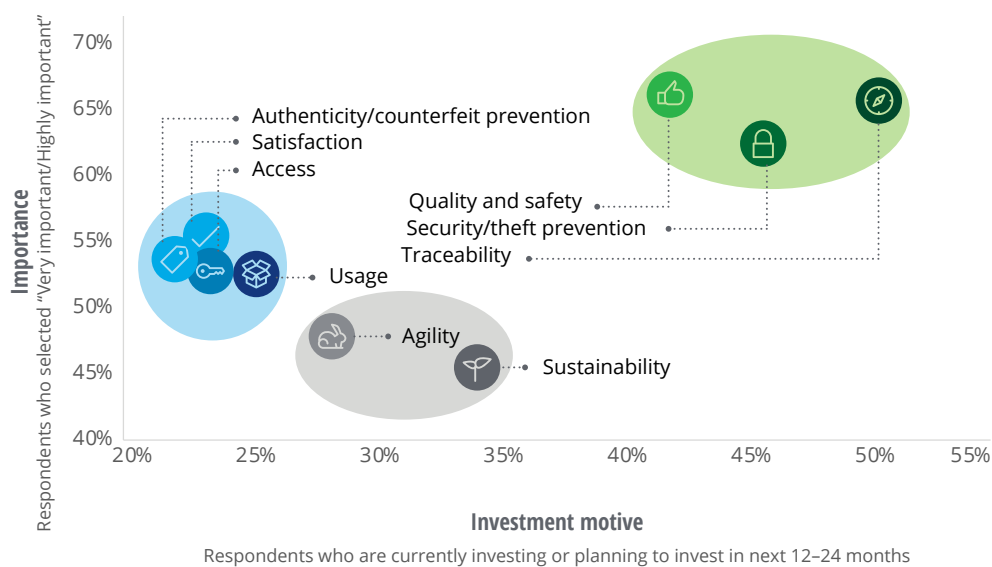 Importance
Respondents who selected “Very important/Highly important”
70%
65%
60%
55%
50%
45%
40%
Authenticity/counterfeit prevention
Satisfaction
Access
Quality and safety
Security/theft prevention
Traceability
Usage
Agility
Sustainability
20% 25% 30% 35% 40% 45% 50% 55%
Investment motive
Respondents who are currently investing or planning to invest in next 12–24 months